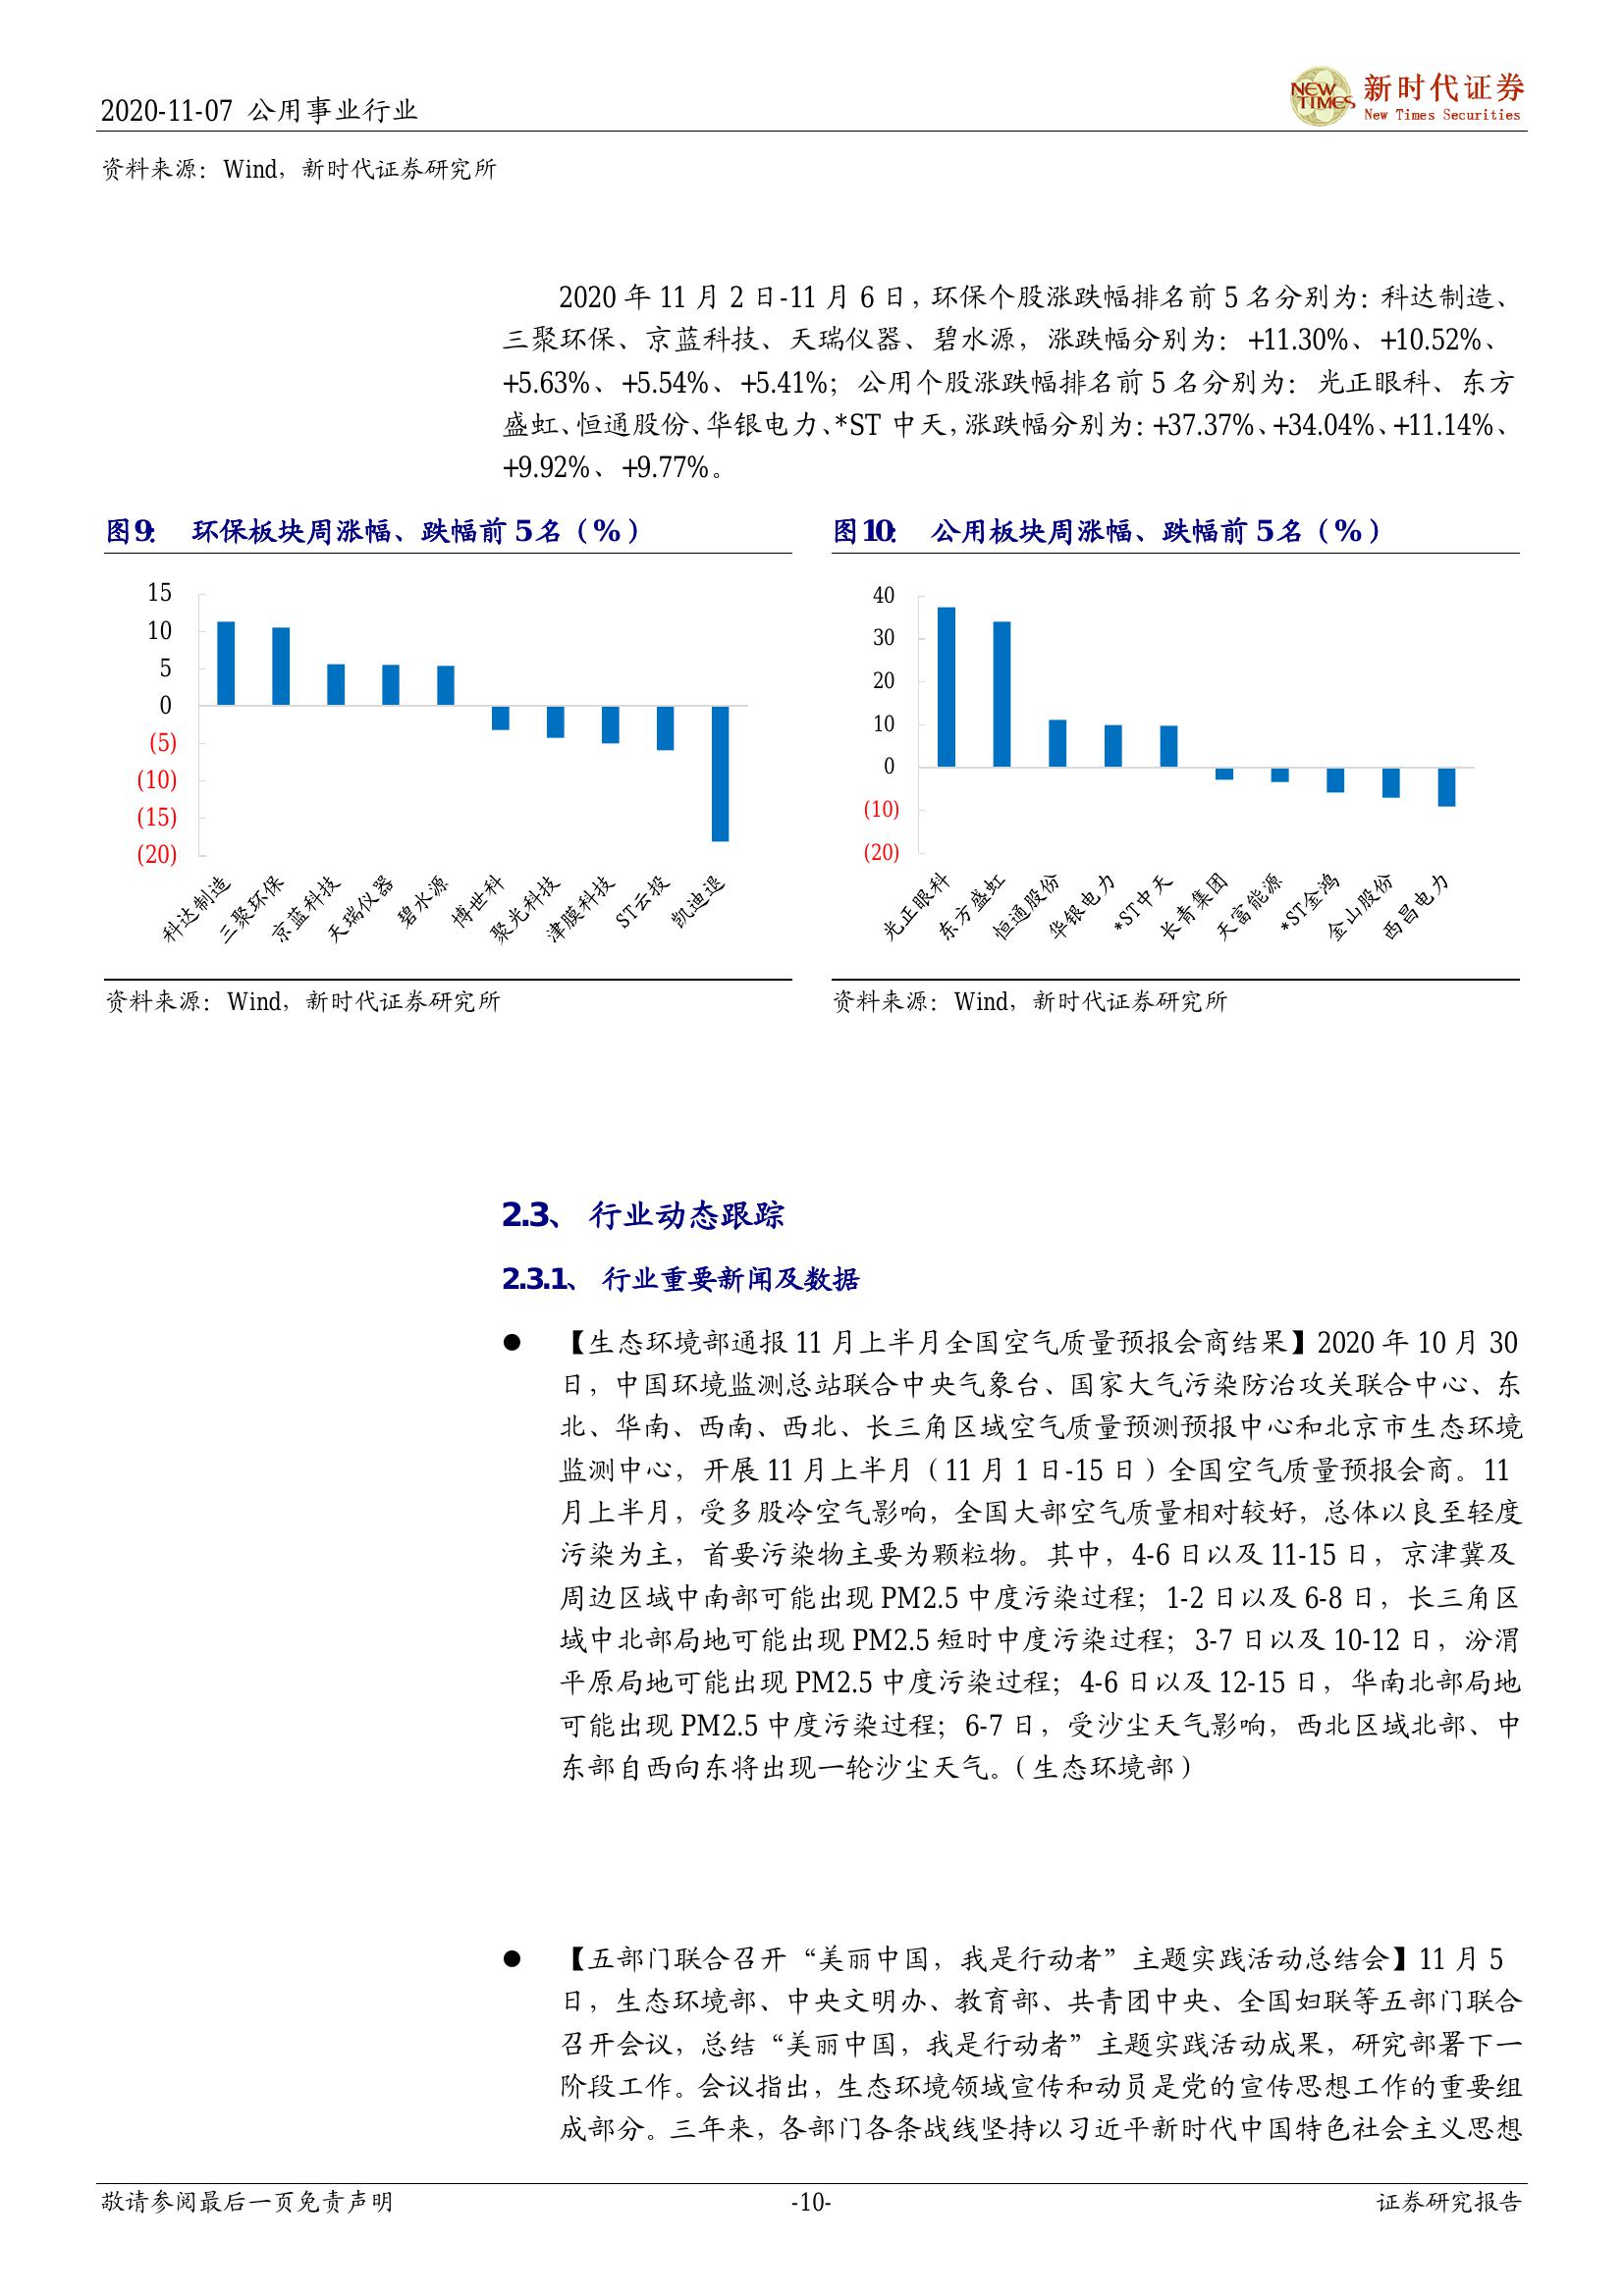 2020-11-07 公用事业行业
NEW TIMES
新时代证券
New Times Securities
资料来源：Wind，新时代证券研究所
2020 年 11 月 2 日-11 月 6 日，环保个股涨跌幅排名前 5 名分别为：科达制造、
三聚环保、京蓝科技、天瑞仪器、碧水源，涨跌幅分别为：+11.30%、+10.52%、
+5.63%、+5.54%、+5.41%；公用个股涨跌幅排名前 5 名分别为：光正眼科、东方
盛虹、恒通股份、华银电力、*ST 中天，涨跌幅分别为：+37.37%、+34.04%、+11.14%、
+9.92%、+9.77%。
图9： 环保板块周涨幅、跌幅前 5 名（%）
15
10
5
0
(5)
(10)
(15)
(20)
科达制造
三聚环保
京蓝科技
天瑞仪器
碧水源
博世科
聚光科技
津膜科技
ST云投
凯迪退
资料来源：Wind，新时代证券研究所
图10： 公用板块周涨幅、跌幅前 5 名（%）
40
30
20
10
0
(10)
(20)
光正眼科
东方盛虹
恒通股份
华银电力
*ST中天
长青集团
天富能源
*ST金鸿
金山股份
西昌电力
资料来源：Wind，新时代证券研究所
2.3、 行业动态跟踪
2.3.1、 行业重要新闻及数据
● 【生态环境部通报 11 月上半月全国空气质量预报会商结果】2020 年 10 月 30
日，中国环境监测总站联合中央气象台、国家大气污染防治攻关联合中心、东
北、华南、西南、西北、长三角区域空气质量预测预报中心和北京市生态环境
监测中心，开展 11 月上半月（11 月 1 日-15 日）全国空气质量预报会商。11
月上半月，受多股冷空气影响，全国大部空气质量相对较好，总体以良至轻度
污染为主，首要污染物主要为颗粒物。其中，4-6 日以及 11-15 日，京津冀及
周边区域中南部可能出现 PM2.5 中度污染过程；1-2 日以及 6-8 日，长三角区
域中北部局地可能出现 PM2.5 短时中度污染过程；3-7 日以及 10-12 日，汾渭
平原局地可能出现 PM2.5 中度污染过程；4-6 日以及 12-15 日，华南北部局地
可能出现 PM2.5 中度污染过程；6-7 日，受沙尘天气影响，西北区域北部、中
东部自西向东将出现一轮沙尘天气。（生态环境部）
● 【五部门联合召开“美丽中国，我是行动者”主题实践活动总结会】11 月 5
日，生态环境部、中央文明办、教育部、共青团中央、全国妇联等五部门联合
召开会议，总结“美丽中国，我是行动者”主题实践活动成果，研究部署下一
阶段工作。会议指出，生态环境领域宣传和动员是党的宣传思想工作的重要组
成部分。三年来，各部门各条战线坚持以习近平新时代中国特色社会主义思想
敬请参阅最后一页免责声明
-10-
证券研究报告